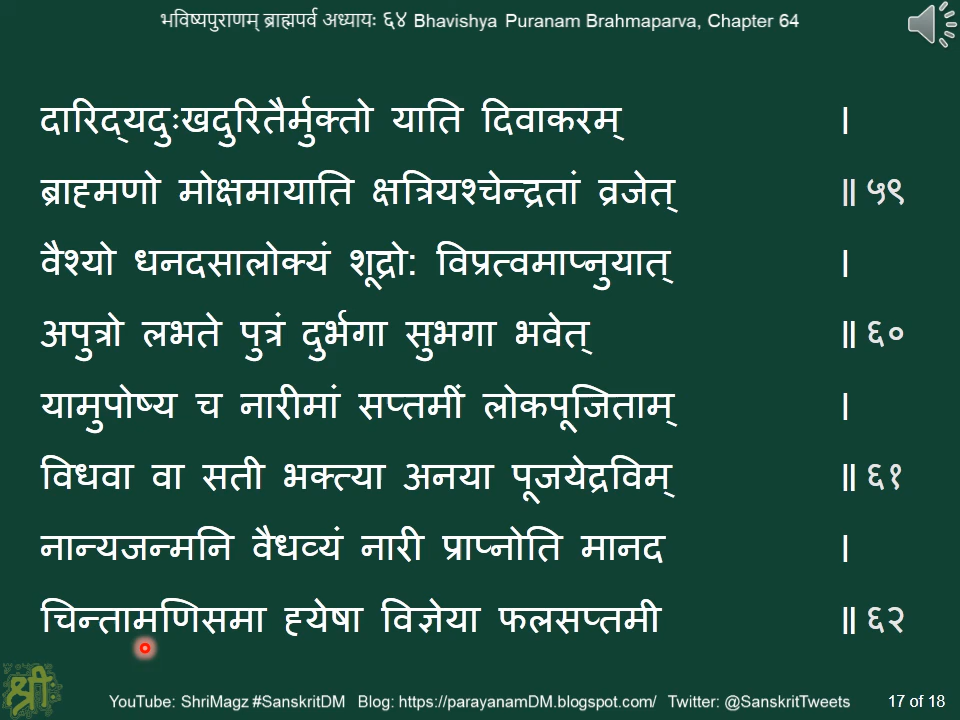 भविष्यपुराणम् ब्राह्मपर्व अध्यायः ६४ Bhavishya Puranam Brahmaparva, Chapter 64
दारिद्यदुःखदुरितैर्मुक्तो याति दिवाकरम् ।
ब्राह्मणो मोक्षमायाति क्षत्रियश्चेन्द्रतां व्रजेत् ॥ ५९
वैश्यो धनदसालोक्यं शूद्रो: विप्रत्वमाप्नुयात् ।
अपुत्रो लभते पुत्रं दुर्भगा सुभगा भवेत् ॥ ६०
यामुपोष्य च नारीमां सप्तमीं लोकपूजिताम् ।
विधवा वा सती भक्त्या अनया पूजयेद्रविम् ॥ ६१
नान्यजन्मनि वैधव्यं नारी प्राप्नोति मानद ।
चिन्तामणिसमा ह्येषा विज्ञेया फलसप्तमी ॥ ६२
श्रीः
YouTube: ShriMagz #SanskritDM Blog: https://parayanamDM.blogspot.com/ Twitter: @SanskritTweets 17 of 18